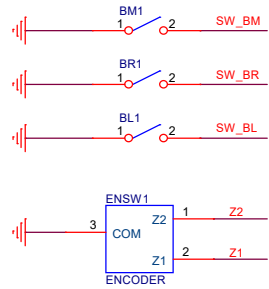 BM1
1 2 SW_BM
BR1
1 2 SW_BR
BL1
1 2 SW_BL
ENSW1
3 COM Z2 1 Z2
Z1 2 Z1
ENCODER